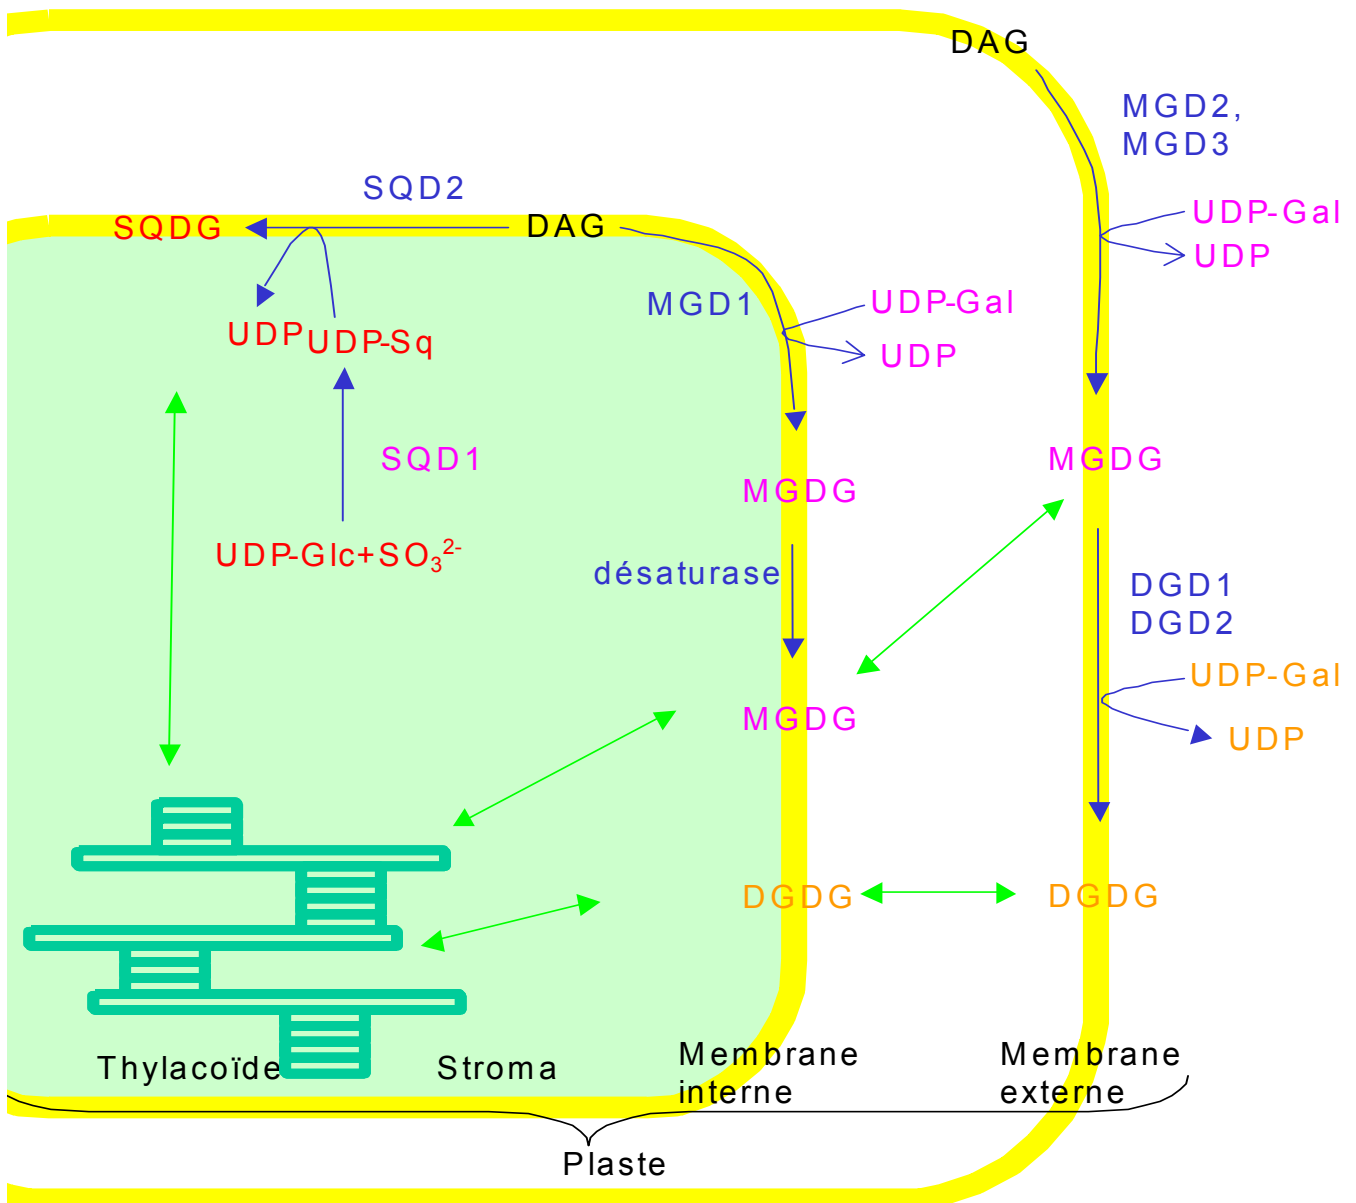 DAG
MGD2,
MGD3
SQD2
UDP-Gal
SQDG
DAG
UDP
MGD1
UDP-Gal
UDP
UDP-Sq
UDP
SQD1
MGDG
MGDG
UDP-Glc+SO₃²⁻
désaturase
DGD1
DGD2
UDP-Gal
MGDG
UDP
DGDG
DGDG
Thylacoïde
Stroma
Membrane
interne
Membrane
externe
Plaste